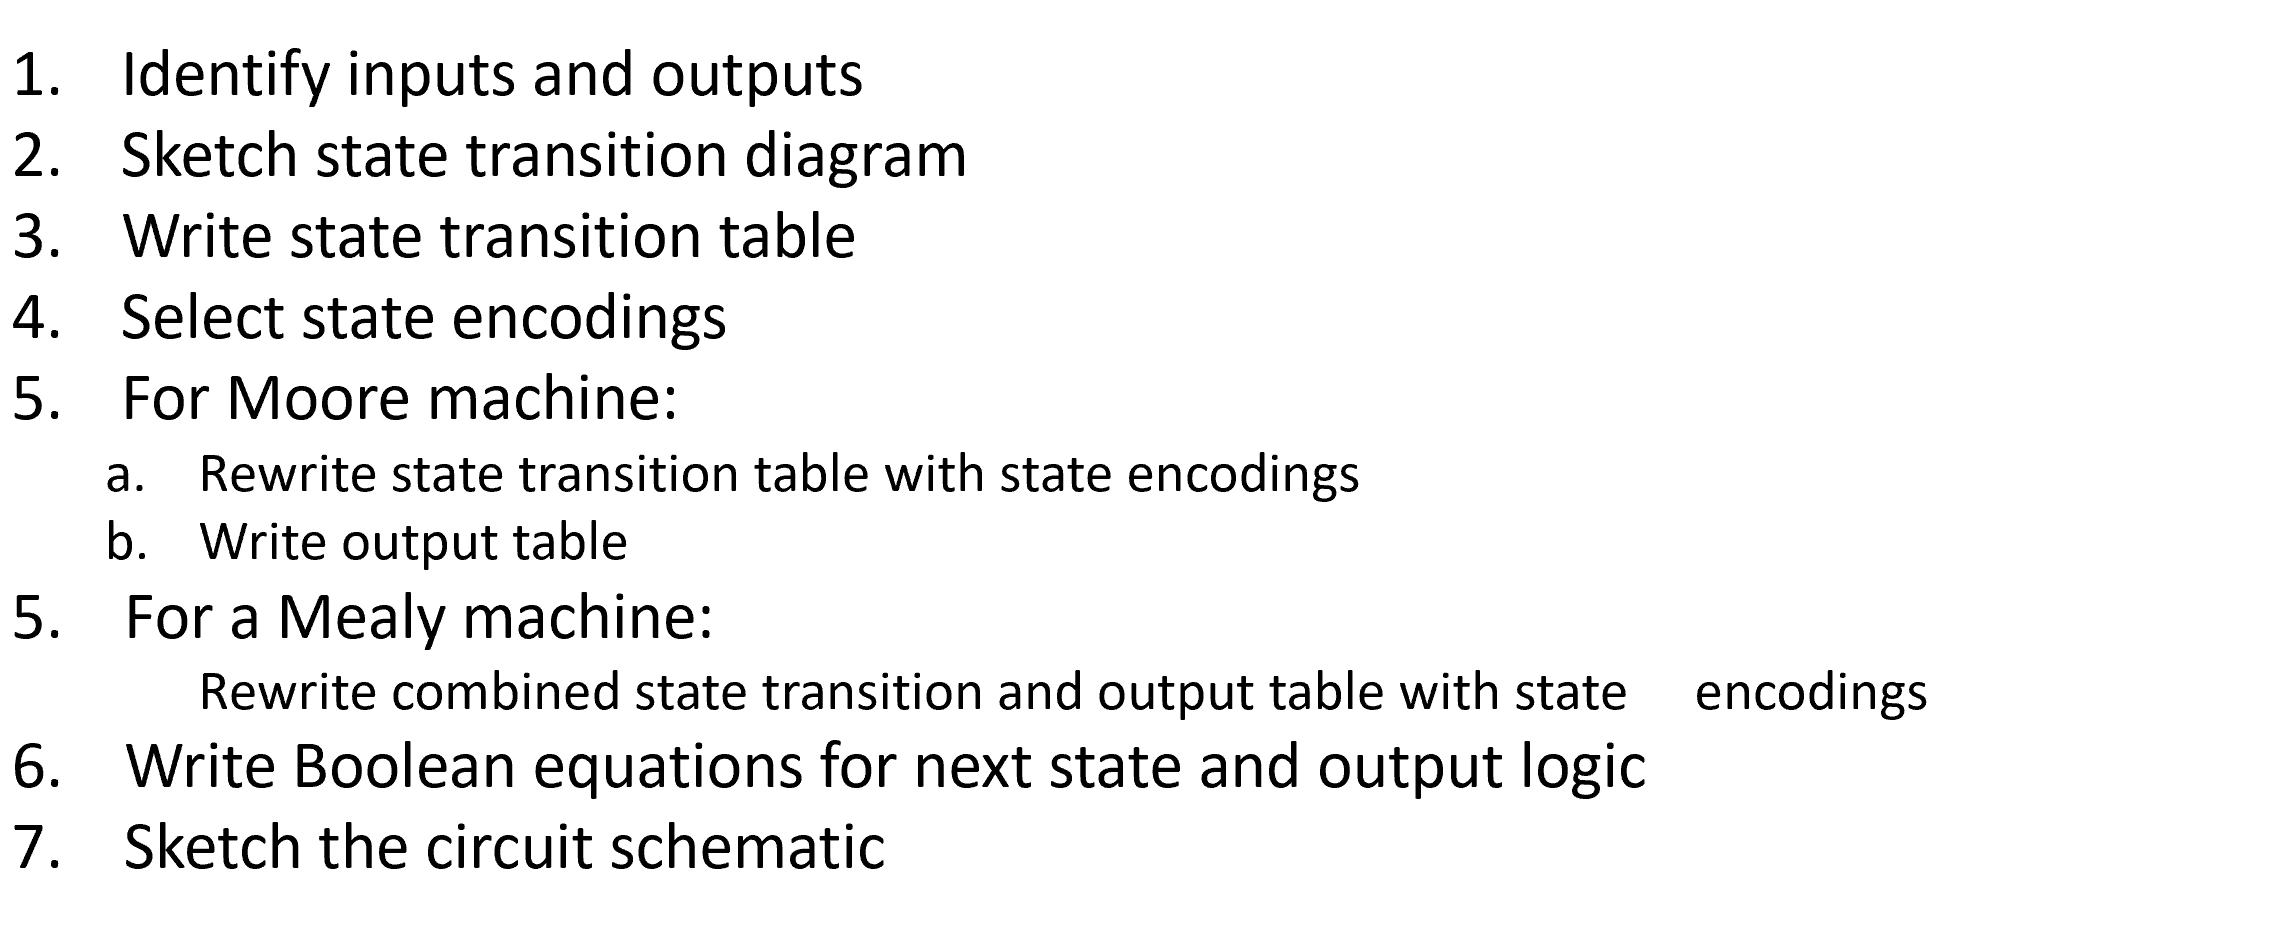 1. Identify inputs and outputs
2. Sketch state transition diagram
3. Write state transition table
4. Select state encodings
5. For Moore machine:
a. Rewrite state transition table with state encodings
b. Write output table
5. For a Mealy machine:
Rewrite combined state transition and output table with state encodings
6. Write Boolean equations for next state and output logic
7. Sketch the circuit schematic